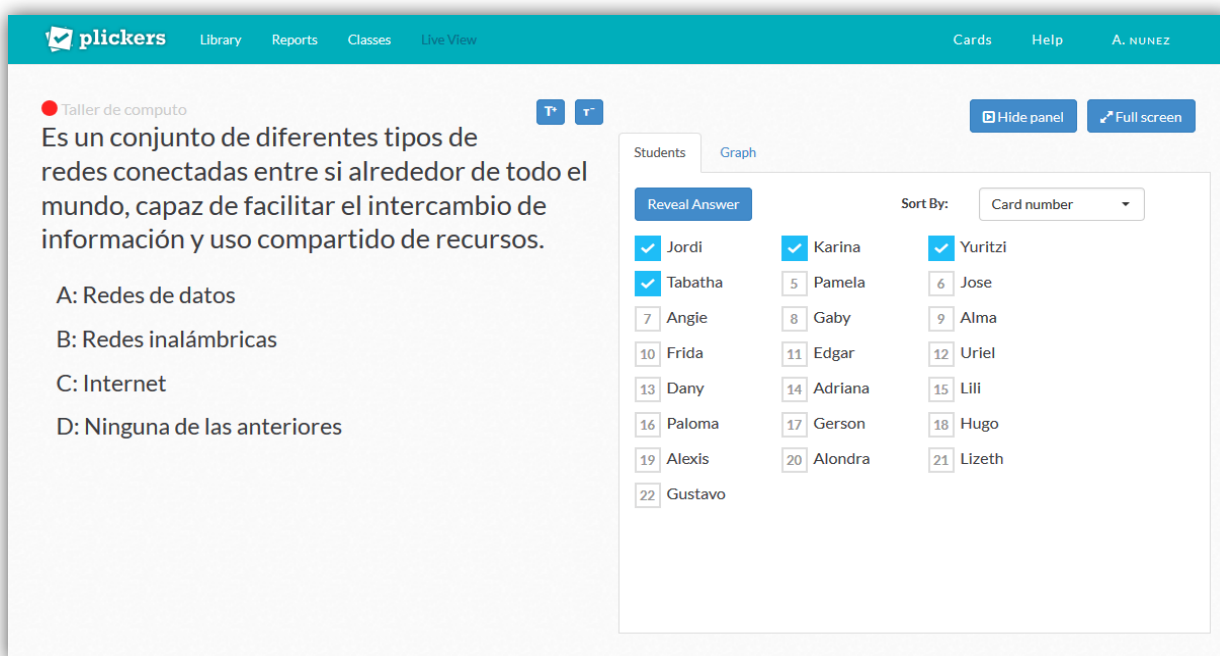 plickers Library Reports Classes Live View Cards Help A. NUNEZ
Taller de computo T+ T-
Es un conjunto de diferentes tipos de
redes conectadas entre si alrededor de todo el
mundo, capaz de facilitar el intercambio de
información y uso compartido de recursos.
A: Redes de datos
B: Redes inalámbricas
C: Internet
D: Ninguna de las anteriores
Hide panel Full screen
Students Graph
Reveal Answer Sort By: Card number
Jordi Karina Yuritzi
Tabatha 5 Pamela 6 Jose
7 Angie 8 Gaby 9 Alma
10 Frida 11 Edgar 12 Uriel
13 Dany 14 Adriana 15 Lili
16 Paloma 17 Gerson 18 Hugo
19 Alexis 20 Alondra 21 Lizeth
22 Gustavo